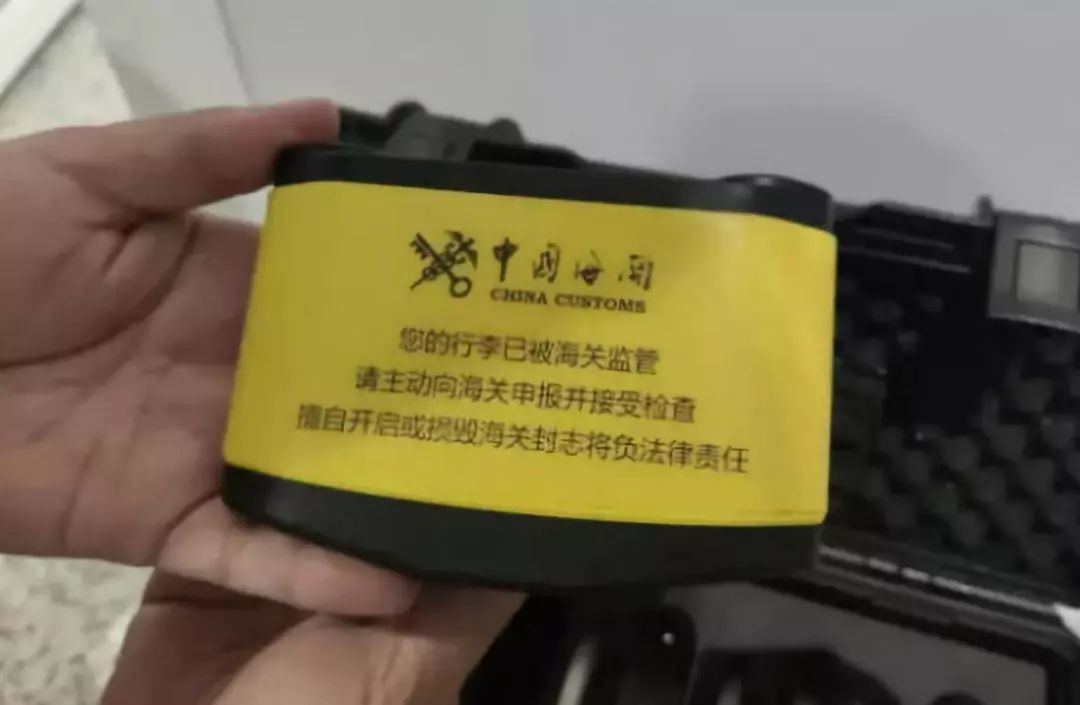 中国海关
CHINA CUSTOMS
您的行李已被海关监管
请主动向海关申报并接受检查
擅自开启或损毁海关封志将负法律责任